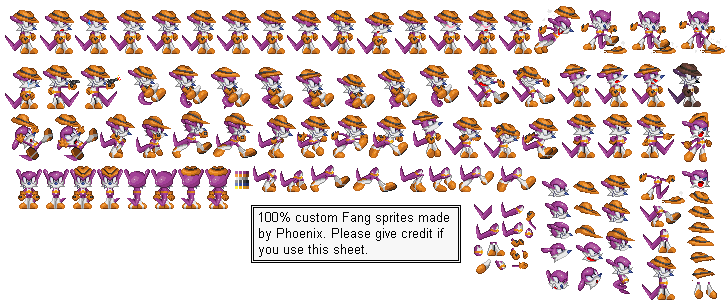 100% custom Fang sprites made
by Phoenix. Please give credit if
you use this sheet.